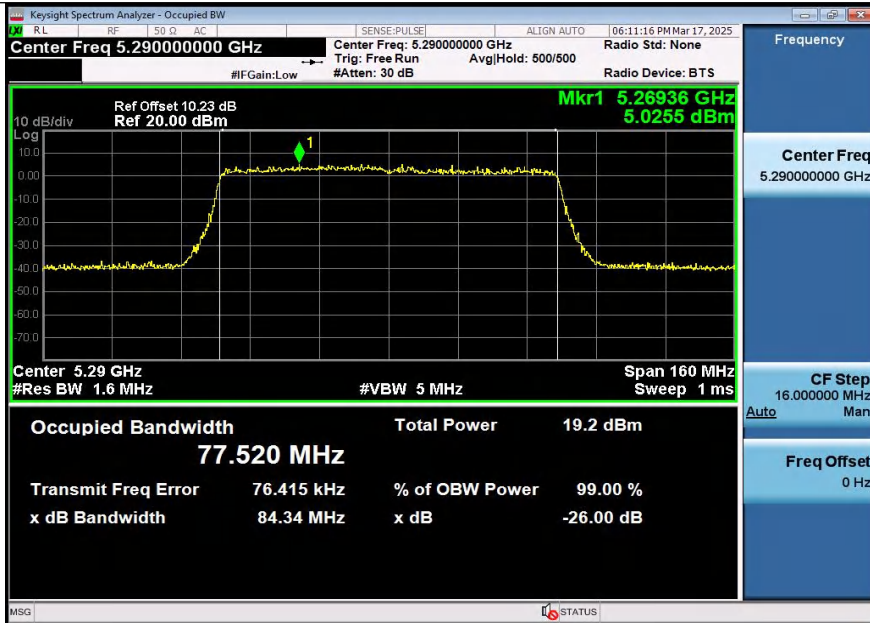 Keysight Spectrum Analyzer - Occupied BW
LXI RL RF 50 Ω AC SENSE:PULSE ALIGN AUTO 06:11:16 PM Mar 17, 2025
Center Freq 5.290000000 GHz
Center Freq: 5.290000000 GHz Radio Std: None
Trig: Free Run Avg|Hold: 500/500
#IFGain:Low #Atten: 30 dB Radio Device: BTS
Frequency
Ref Offset 10.23 dB
10 dB/div Ref 20.00 dBm
Mkr1 5.26936 GHz
5.0255 dBm
Log
10.0
0.00
-10.0
-20.0
-30.0
-40.0
-50.0
-60.0
-70.0
1
Center 5.29 GHz Span 160 MHz
#Res BW 1.6 MHz #VBW 5 MHz Sweep 1 ms
Occupied Bandwidth Total Power 19.2 dBm
77.520 MHz
Transmit Freq Error 76.415 kHz % of OBW Power 99.00 %
x dB Bandwidth 84.34 MHz x dB -26.00 dB
Center Freq
5.290000000 GHz
CF Step
16.000000 MHz
Auto Man
Freq Offset
0 Hz
MSG STATUS